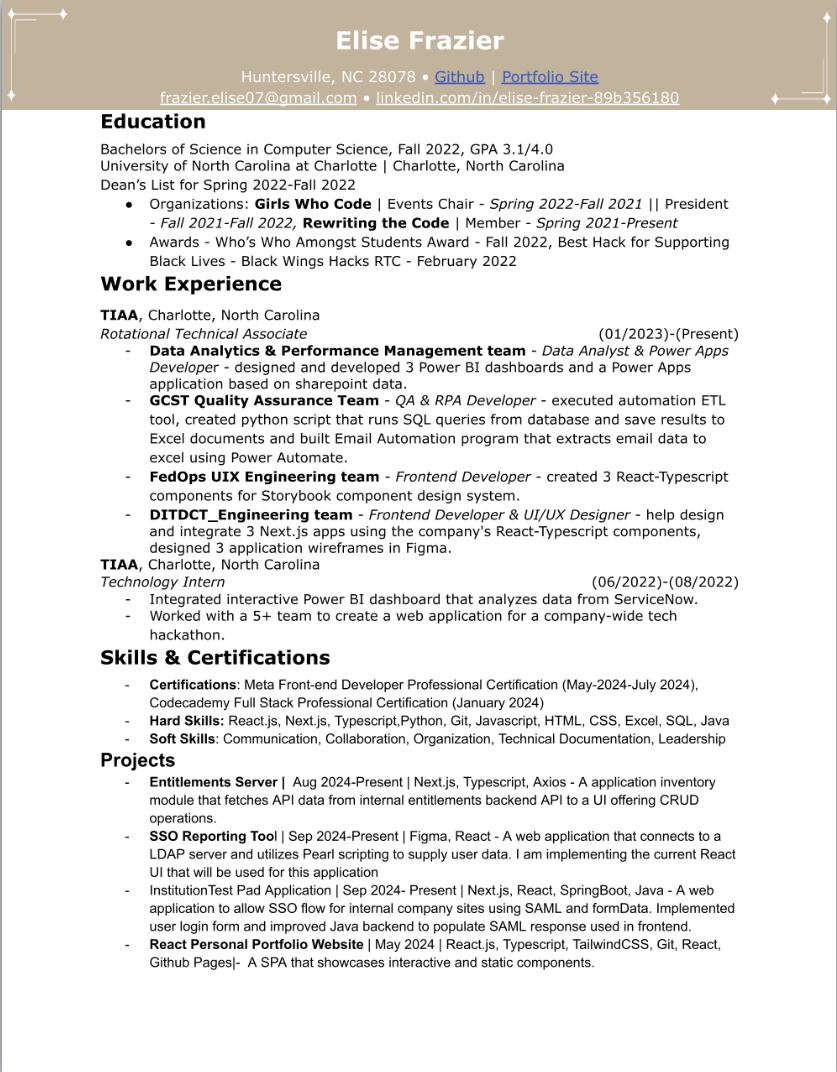 Elise Frazier
Huntersville, NC 28078 • Github | Portfolio Site
frazier.elise07@gmail.com • linkedin.com/in/elise-frazier-89b356180
Education
Bachelors of Science in Computer Science, Fall 2022, GPA 3.1/4.0
University of North Carolina at Charlotte | Charlotte, North Carolina
Dean’s List for Spring 2022-Fall 2022
● Organizations: Girls Who Code | Events Chair - Spring 2022-Fall 2021 || President
- Fall 2021-Fall 2022, Rewriting the Code | Member - Spring 2021-Present
● Awards - Who’s Who Amongst Students Award - Fall 2022, Best Hack for Supporting
Black Lives - Black Wings Hacks RTC - February 2022
Work Experience
TIAA, Charlotte, North Carolina
Rotational Technical Associate (01/2023)-(Present)
- Data Analytics & Performance Management team - Data Analyst & Power Apps
Developer - designed and developed 3 Power BI dashboards and a Power Apps
application based on sharepoint data.
- GCST Quality Assurance Team - QA & RPA Developer - executed automation ETL
tool, created python script that runs SQL queries from database and save results to
Excel documents and built Email Automation program that extracts email data to
excel using Power Automate.
- FedOps UIX Engineering team - Frontend Developer - created 3 React-Typescript
components for Storybook component design system.
- DITDCT_Engineering team - Frontend Developer & UI/UX Designer - help design
and integrate 3 Next.js apps using the company's React-Typescript components,
designed 3 application wireframes in Figma.
TIAA, Charlotte, North Carolina
Technology Intern (06/2022)-(08/2022)
- Integrated interactive Power BI dashboard that analyzes data from ServiceNow.
- Worked with a 5+ team to create a web application for a company-wide tech
hackathon.
Skills & Certifications
- Certifications: Meta Front-end Developer Professional Certification (May-2024-July 2024),
Codecademy Full Stack Professional Certification (January 2024)
- Hard Skills: React.js, Next.js, Typescript,Python, Git, Javascript, HTML, CSS, Excel, SQL, Java
- Soft Skills: Communication, Collaboration, Organization, Technical Documentation, Leadership
Projects
- Entitlements Server | Aug 2024-Present | Next.js, Typescript, Axios - A application inventory
module that fetches API data from internal entitlements backend API to a UI offering CRUD
operations.
- SSO Reporting Tool | Sep 2024-Present | Figma, React - A web application that connects to a
LDAP server and utilizes Pearl scripting to supply user data. I am implementing the current React
UI that will be used for this application
- InstitutionTest Pad Application | Sep 2024- Present | Next.js, React, SpringBoot, Java - A web
application to allow SSO flow for internal company sites using SAML and formData. Implemented
user login form and improved Java backend to populate SAML response used in frontend.
- React Personal Portfolio Website | May 2024 | React.js, Typescript, TailwindCSS, Git, React,
Github Pages|- A SPA that showcases interactive and static components.